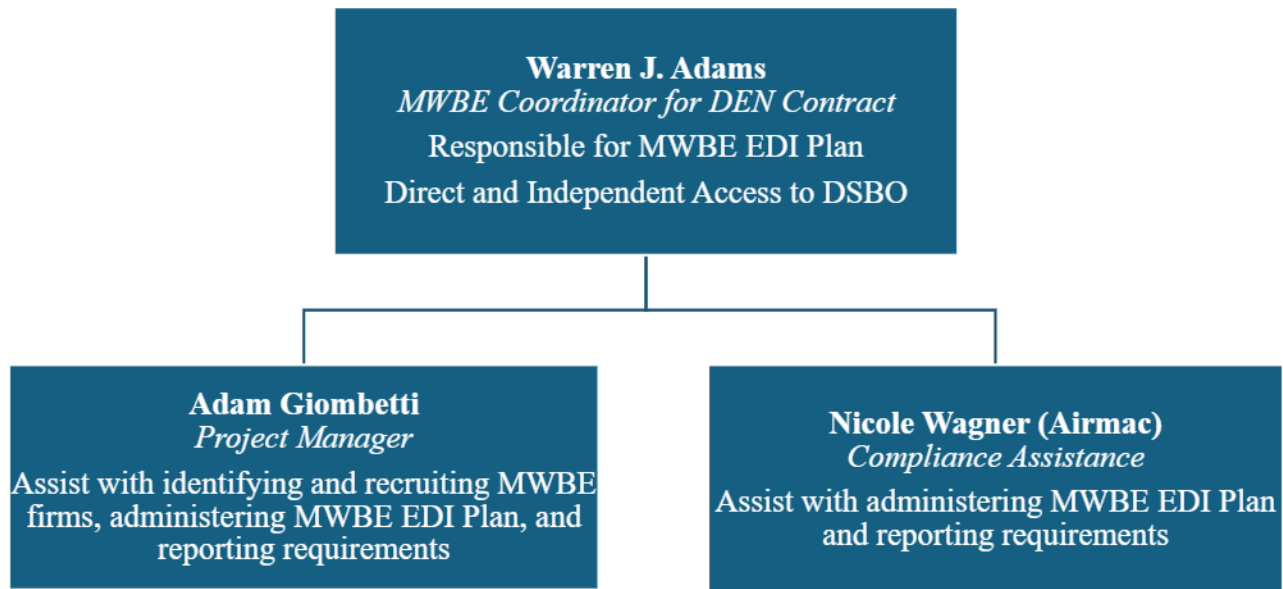 Warren J. Adams
MWBE Coordinator for DEN Contract
Responsible for MWBE EDI Plan
Direct and Independent Access to DSBO
Adam Giombetti
Project Manager
Assist with identifying and recruiting MWBE
firms, administering MWBE EDI Plan, and
reporting requirements
Nicole Wagner (Airmac)
Compliance Assistance
Assist with administering MWBE EDI Plan
and reporting requirements